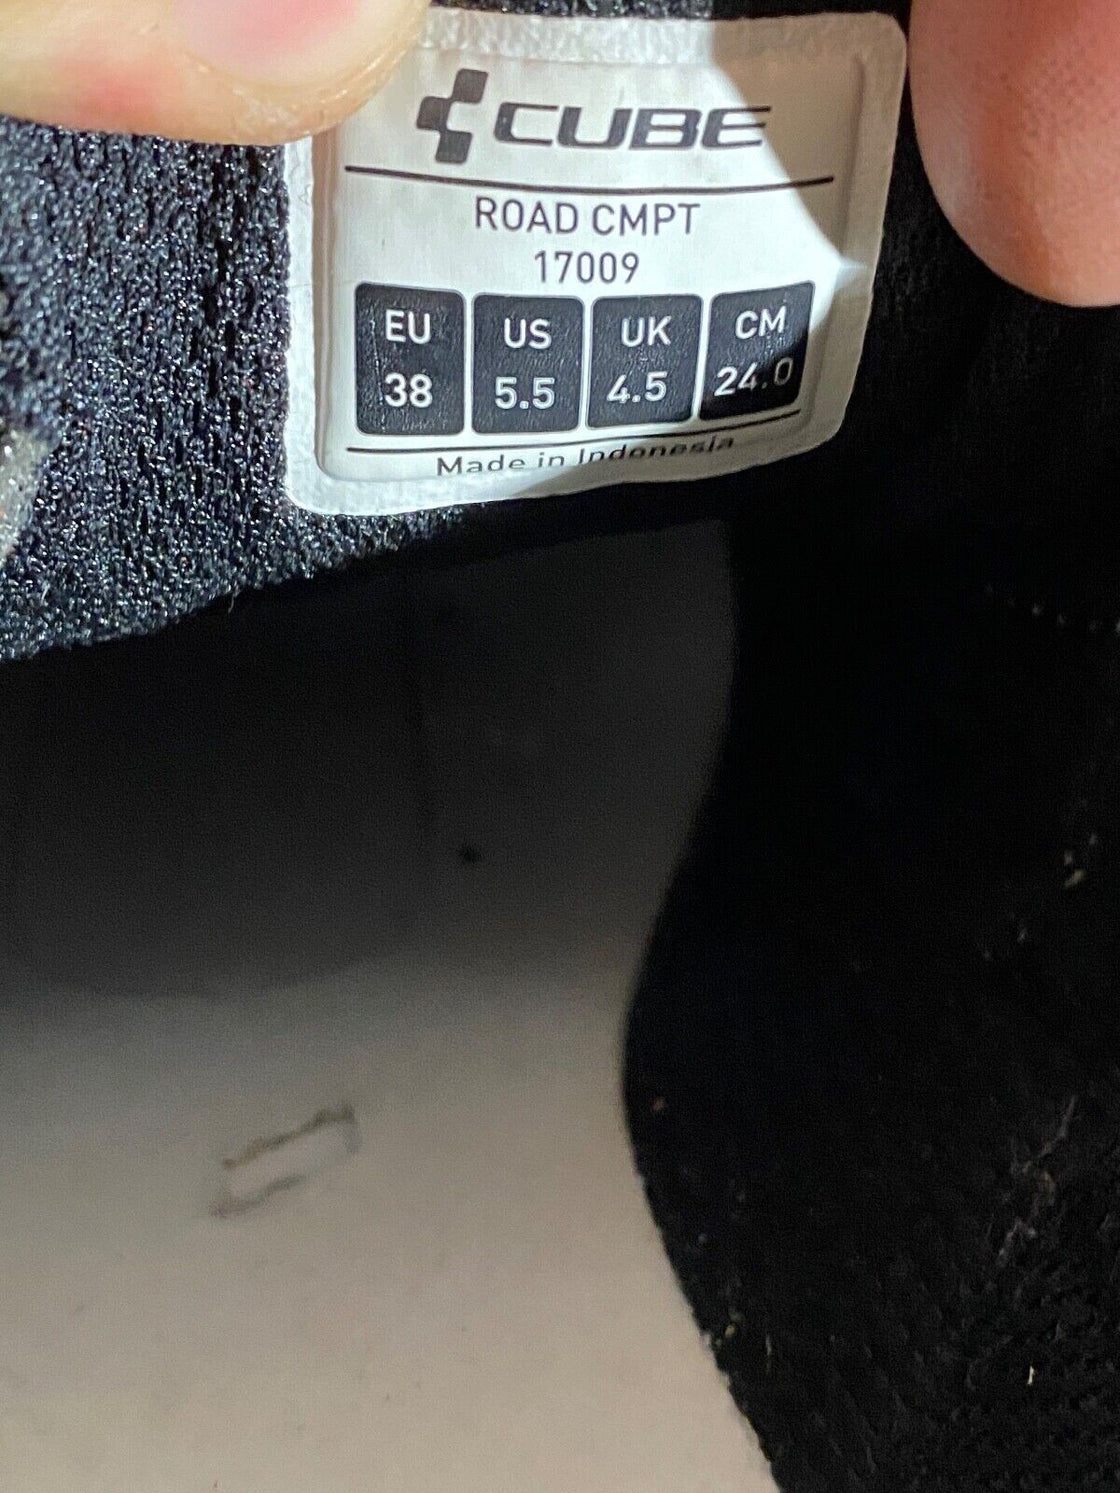 CUBE
ROAD CMPT
17009
EU US UK CM
38 5.5 4.5 24.0
Made in Indonesia